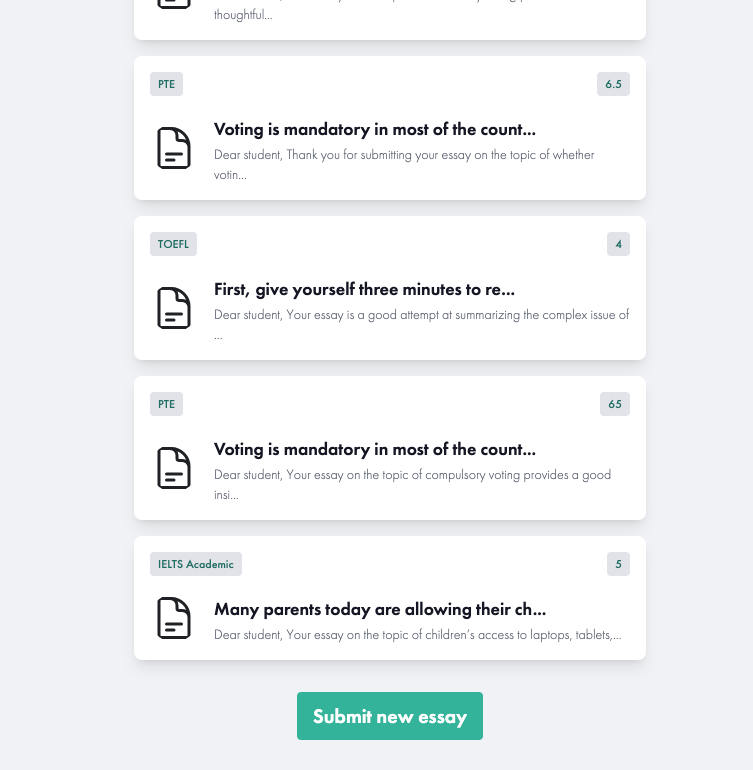 thoughtful...
PTE
6.5
Voting is mandatory in most of the count...
Dear student, Thank you for submitting your essay on the topic of whether
votin...
TOEFL
4
First, give yourself three minutes to re...
Dear student, Your essay is a good attempt at summarizing the complex issue of
...
PTE
65
Voting is mandatory in most of the count...
Dear student, Your essay on the topic of compulsory voting provides a good
insi...
IELTS Academic
5
Many parents today are allowing their ch...
Dear student, Your essay on the topic of children's access to laptops, tablets,...
Submit new essay